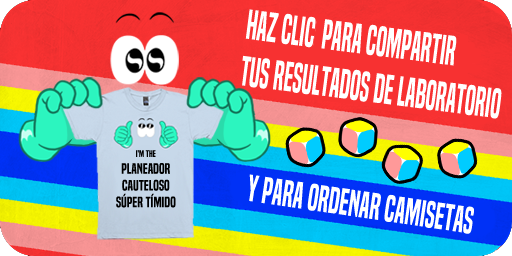 HAZ CLIC PARA COMPARTIR
TUS RESULTADOS DE LABORATORIO
I'M THE
PLANEADOR
CAUTELOSO
SÚPER TÍMIDO
Y PARA ORDENAR CAMISETAS